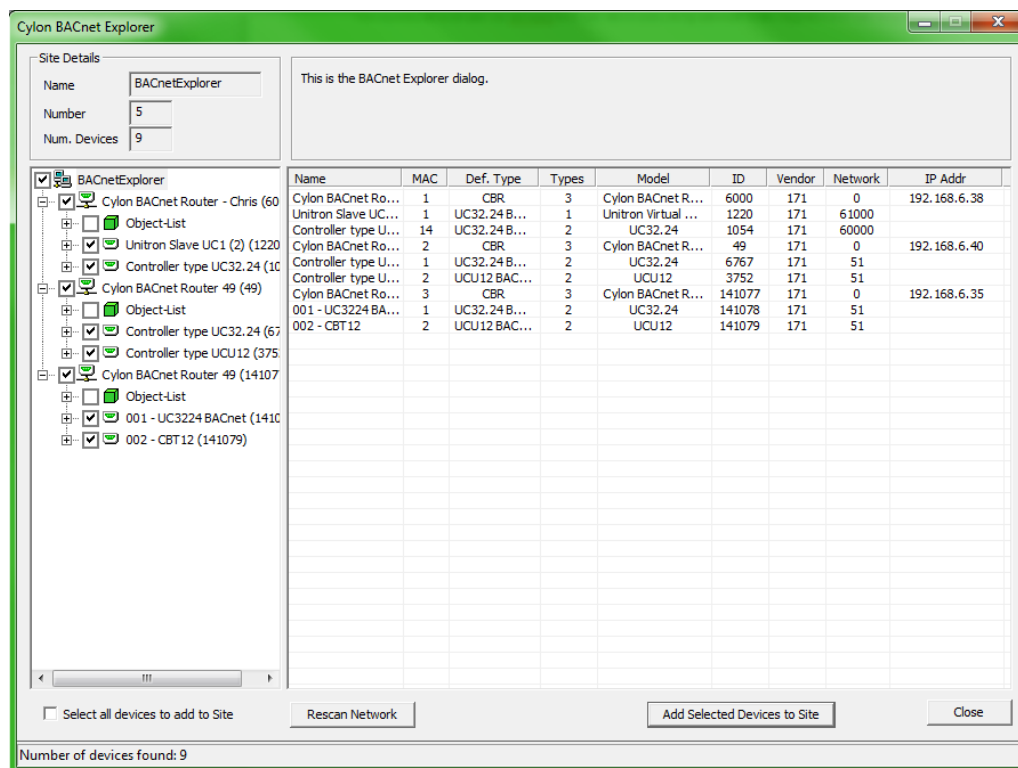 Cylon BACnet Explorer
Site Details
Name BACnetExplorer
Number 5
Num. Devices 9
This is the BACnet Explorer dialog.
BACnetExplorer
Cylon BACnet Router - Chris (60
Object-List
Unitron Slave UC1 (2) (1220
Controller type UC32.24 (10
Cylon BACnet Router 49 (49)
Object-List
Controller type UC32.24 (67
Controller type UCU12 (375
Cylon BACnet Router 49 (14107
Object-List
001 - UC3224 BACnet (1410
002 - CBT12 (141079)
Name MAC Def. Type Types Model ID Vendor Network IP Addr
Cylon BACnet Ro... 1 CBR 3 Cylon BACnet R... 6000 171 0 192.168.6.38
Unitron Slave UC... 1 UC32.24 B... 1 Unitron Virtual ... 1220 171 61000
Controller type U... 14 UC32.24 B... 2 UC32.24 1054 171 60000
Cylon BACnet Ro... 2 CBR 3 Cylon BACnet R... 49 171 0 192.168.6.40
Controller type U... 1 UC32.24 B... 2 UC32.24 6767 171 51
Controller type U... 2 UCU12 BAC... 2 UCU12 3752 171 51
Cylon BACnet Ro... 3 CBR 3 Cylon BACnet R... 141077 171 0 192.168.6.35
001 - UC3224 BA... 1 UC32.24 B... 2 UC32.24 141078 171 51
002 - CBT12 2 UCU12 BAC... 2 UCU12 141079 171 51
Select all devices to add to Site
Rescan Network
Add Selected Devices to Site
Close
Number of devices found: 9